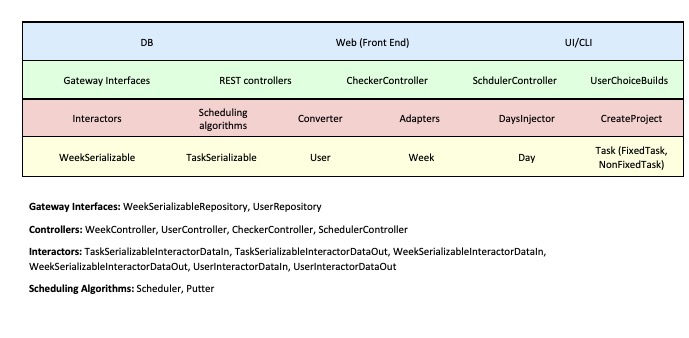 DB Web (Front End) UI/CLI
Gateway Interfaces REST controllers CheckerController SchdulerController UserChoiceBuilds
Interactors Scheduling algorithms Converter Adapters DaysInjector CreateProject
WeekSerializable TaskSerializable User Week Day Task (FixedTask, NonFixedTask)
Gateway Interfaces: WeekSerializableRepository, UserRepository
Controllers: WeekController, UserController, CheckerController, SchedulerController
Interactors: TaskSerializableInteractorDataIn, TaskSerializableInteractorDataOut, WeekSerializableInteractorDataIn,
WeekSerializableInteractorDataOut, UserInteractorDataIn, UserInteractorDataOut
Scheduling Algorithms: Scheduler, Putter